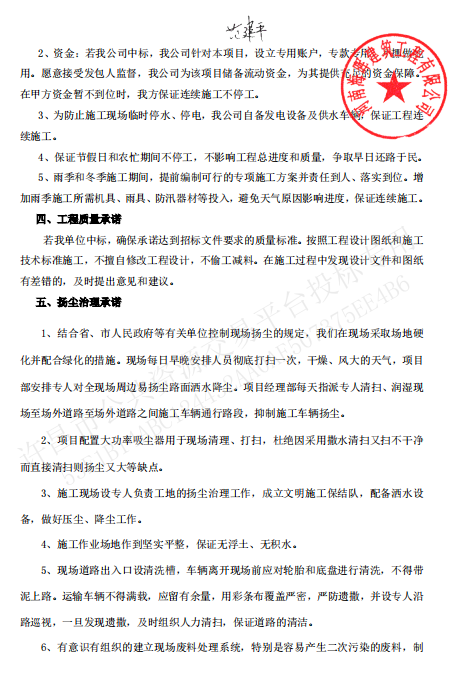 2、资金：若我公司中标，我公司针对本项目，设立专用账户，专款专用，
用。愿意接受发包人监督，我公司为该项目储备流动资金，为其提供充足的资金保障。
在甲方资金暂不到位时，我方保证连续施工不停工。
3、为防止施工现场临时停水、停电，我公司自备发电设备及供水车辆，保证工程连
续施工。
4、保证节假日和农忙期间不停工，不影响工程总进度和质量，争取早日还路于民。
5、雨季和冬季施工期间，提前编制可行的专项施工方案并责任到人、落实到位。增
加雨季施工所需机具、雨具、防汛器材等投入，避免天气原因影响进度，保证连续施工。
四、工程质量承诺
若我单位中标，确保承诺达到招标文件要求的质量标准。按照工程设计图纸和施工
技术标准施工，不擅自修改工程设计，不偷工减料。在施工过程中发现设计文件和图纸
有差错的，及时提出意见和建议。
五、扬尘治理承诺
1、结合省、市人民政府等有关单位控制现场扬尘的规定，我们在现场采取场地硬
化并配合绿化的措施。现场每日早晚安排人员彻底打扫一次，干燥、风大的天气，项目
部安排专人对全现场周边易扬尘路面洒水降尘。项目经理部每天指派专人清扫、润湿现
场至场外道路至场外道路之间施工车辆通行路段，抑制施工车辆扬尘。
2、项目配置大功率吸尘器用于现场清理、打扫，杜绝因采用撒水清扫又扫不干净
而直接清扫则扬尘又大等缺点。
3、施工现场设专人负责工地的扬尘治理工作，成立文明施工保结队，配备洒水设
备，做好压尘、降尘工作。
4、施工作业场地作到坚实平整，保证无浮土、无积水。
5、现场道路出入口设清洗槽，车辆离开现场前应对轮胎和底盘进行清洗，不得带
泥上路。运输车辆不得满载，应留有余量，用彩条布覆盖严密，严防遗撒，并设专人沿
路巡视，一旦发现遗撒，及时组织人力清扫，保证道路的清洁。
6、有意识有组织的建立现场废料处理系统，特别是容易产生二次污染的废料，制